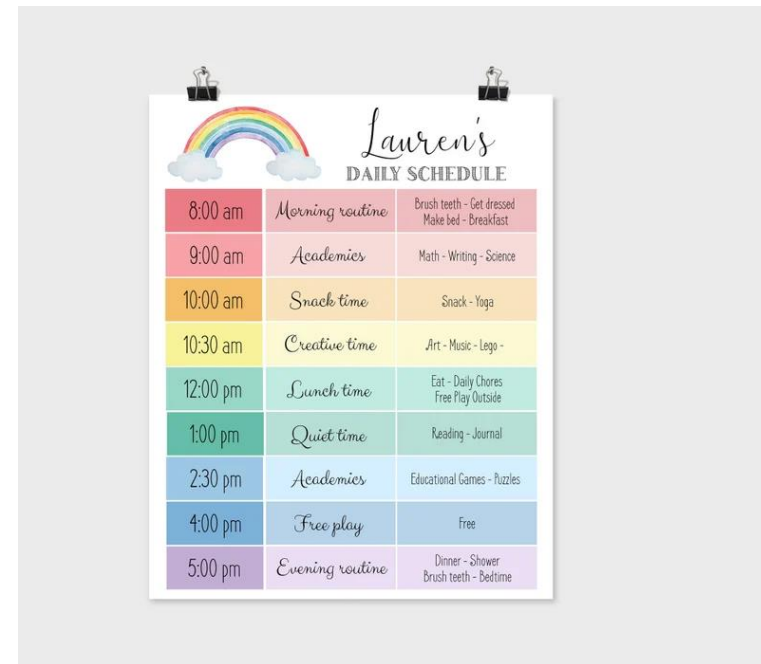 Lauren's
DAILY SCHEDULE
8:00 am Morning routine Brush teeth - Get dressed
Make bed - Breakfast
9:00 am Academics Math - Writing - Science
10:00 am Snack time Snack - Yoga
10:30 am Creative time Art - Music - Lego -
12:00 pm Lunch time Eat - Daily Chores
Free Play Outside
1:00 pm Quiet time Reading - Journal
2:30 pm Academics Educational Games - Puzzles
4:00 pm Free play Free
5:00 pm Evening routine Dinner - Shower
Brush teeth - Bedtime